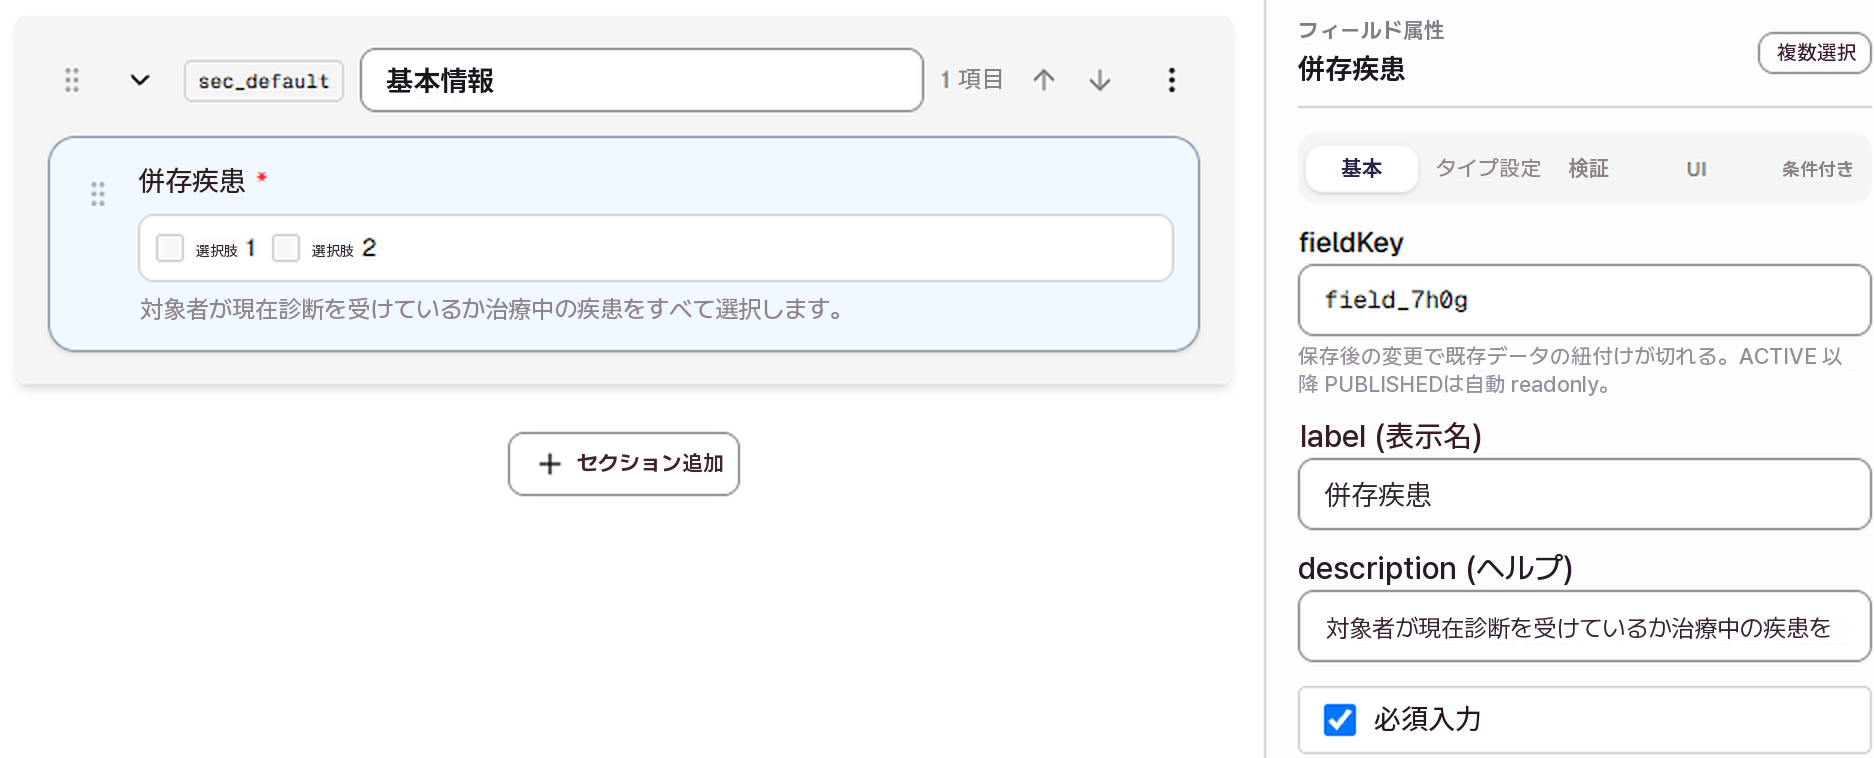 sec_default 基本情報 1 項目
併存疾患 *
選択肢 1 選択肢 2
対象者が現在診断を受けているか治療中の疾患をすべて選択します。
+ セクション追加
フィールド属性
併存疾患
複数選択
基本 タイプ設定 検証 UI 条件付き
fieldKey
field_7h0g
保存後の変更で既存データの紐付けが切れる。ACTIVE 以
降 PUBLISHEDは自動 readonly。
label (表示名)
併存疾患
description (ヘルプ)
対象者が現在診断を受けているか治療中の疾患を
必須入力